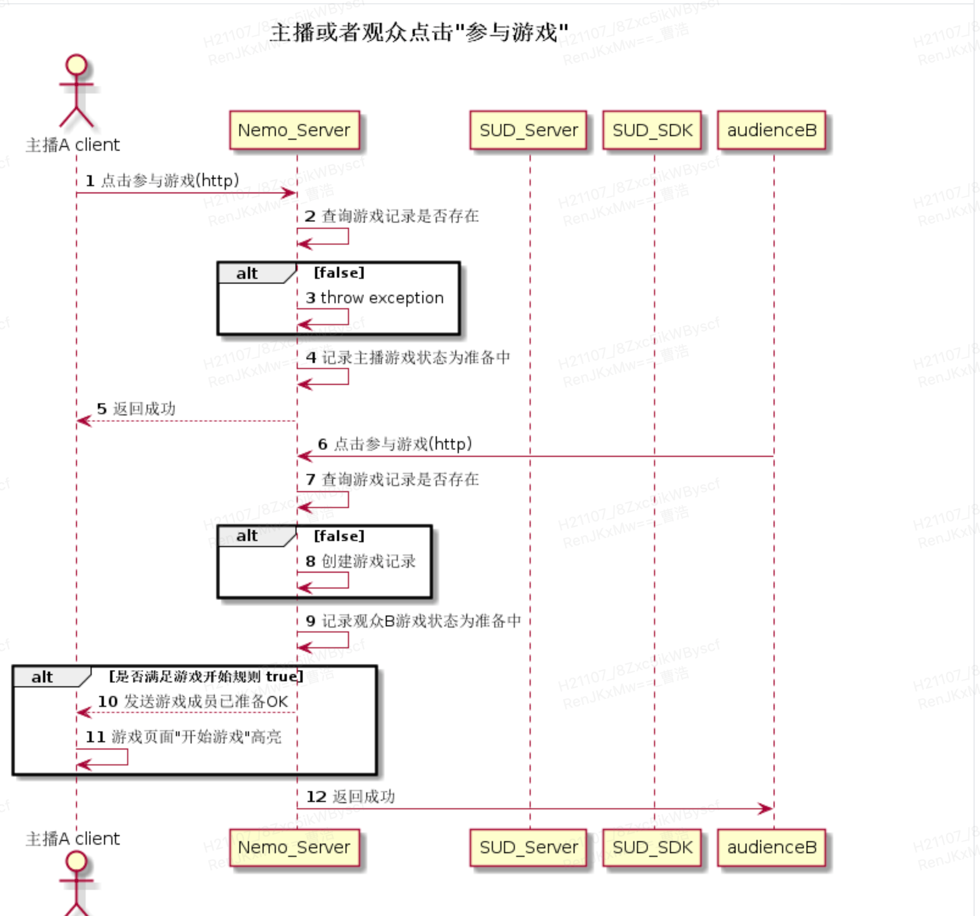 主播或者观众点击"参与游戏"
主播A client
Nemo_Server
SUD_Server
SUD_SDK
audienceB
1 点击参与游戏(http)
2 查询游戏记录是否存在
alt [false]
3 throw exception
4 记录主播游戏状态为准备中
5 返回成功
6 点击参与游戏(http)
7 查询游戏记录是否存在
alt [false]
8 创建游戏记录
9 记录观众B游戏状态为准备中
alt [是否满足游戏开始规则 true]
10 发送游戏成员已准备OK
11 游戏页面"开始游戏"高亮
12 返回成功
主播A client
Nemo_Server
SUD_Server
SUD_SDK
audienceB